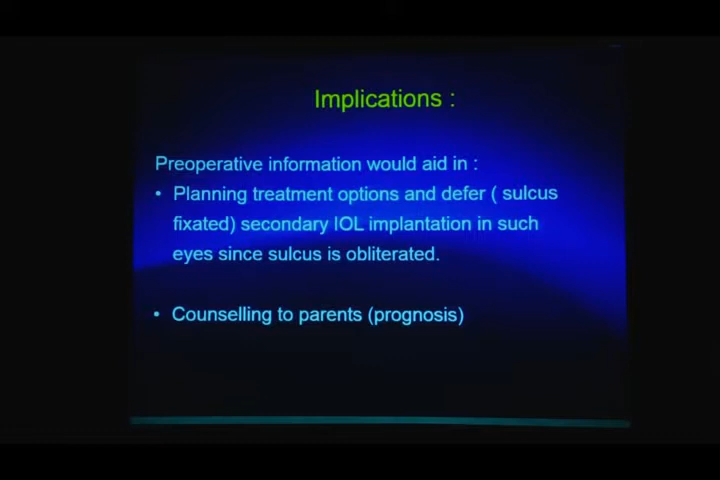 Implications :
Preoperative information would aid in :
• Planning treatment options and defer ( sulcus
fixated) secondary IOL implantation in such
eyes since sulcus is obliterated.
• Counselling to parents (prognosis)